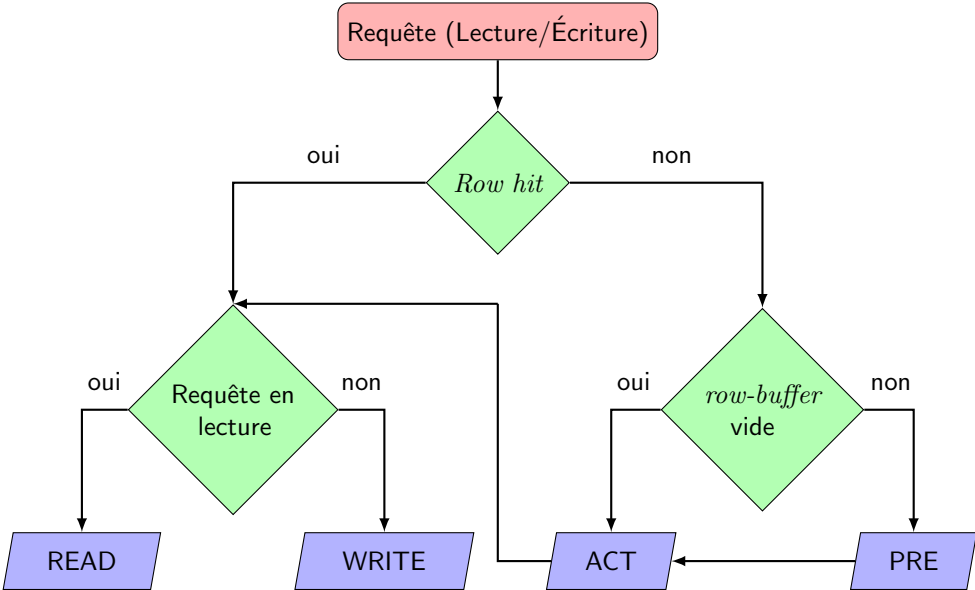 Requête (Lecture/Écriture)
oui
non
Row hit
oui
Requête en
lecture
non
oui
row-buffer
vide
non
READ
WRITE
ACT
PRE